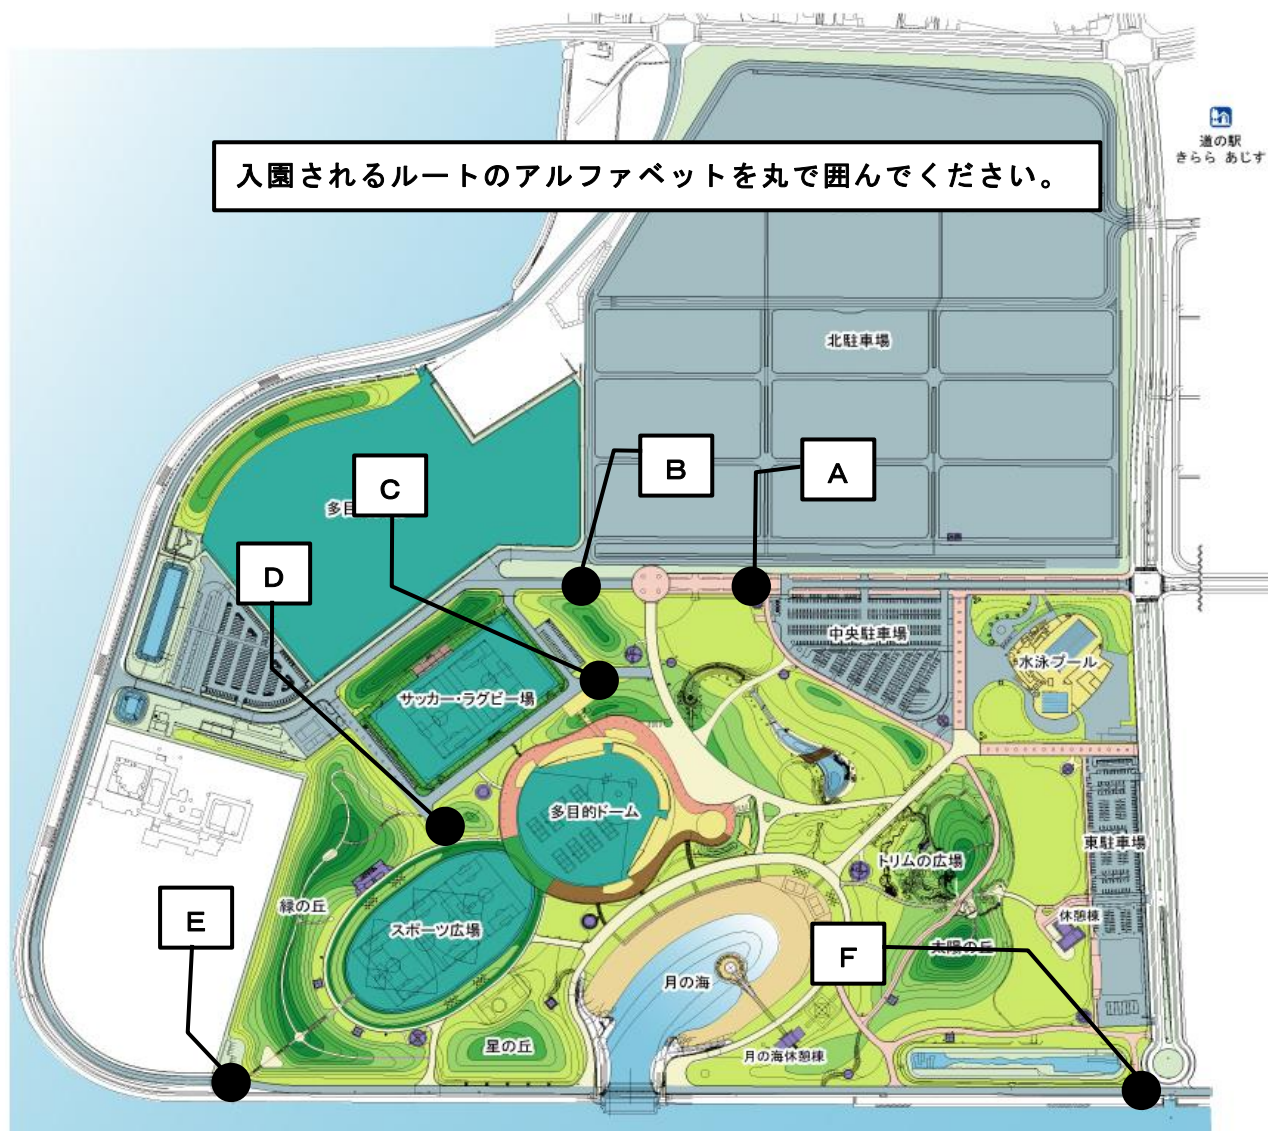 道の駅
きらら あじす
入園されるルートのアルファベットを丸で囲んでください。
北駐車場
B
A
C
多目
D
中央駐車場
水泳プール
サッカー・ラグビー場
多目的ドーム
トリムの広場
東駐車場
緑の丘
E
スポーツ広場
休憩棟
F
太陽の丘
月の海
星の丘
月の海休憩棟